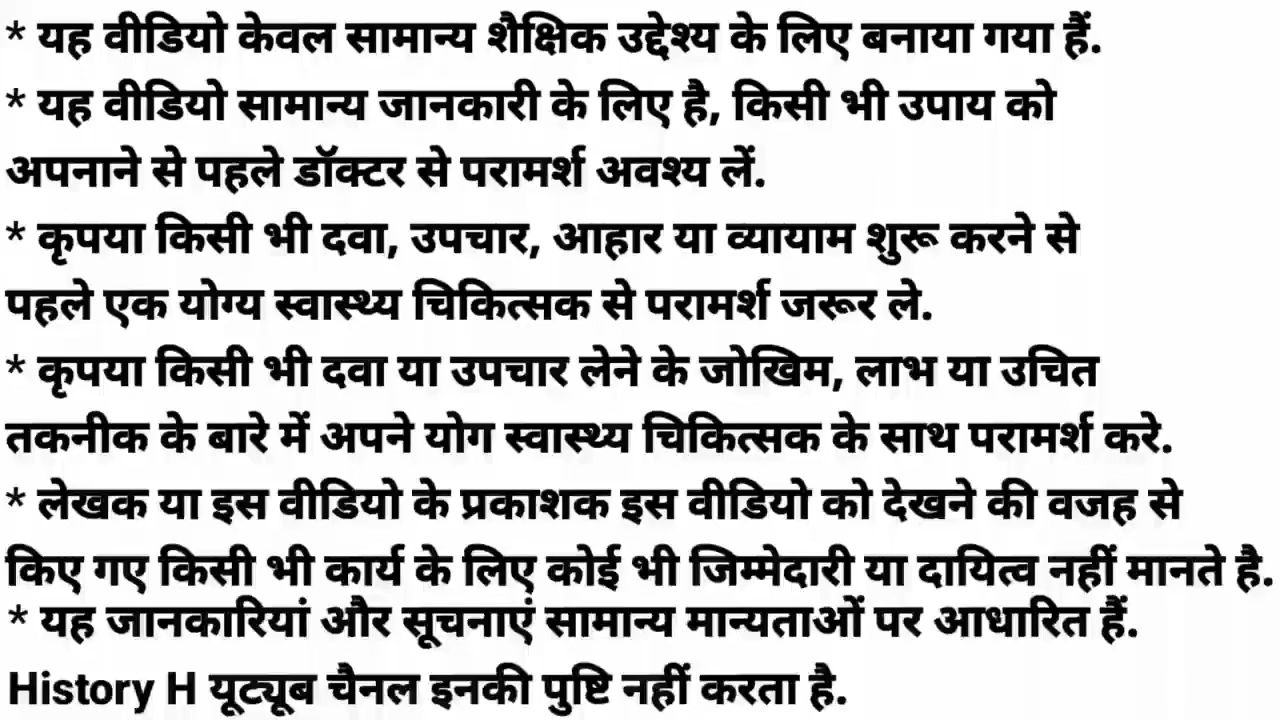 * यह वीडियो केवल सामान्य शैक्षिक उद्देश्य के लिए बनाया गया हैं.
* यह वीडियो सामान्य जानकारी के लिए है, किसी भी उपाय को
अपनाने से पहले डॉक्टर से परामर्श अवश्य लें.
* कृपया किसी भी दवा, उपचार, आहार या व्यायाम शुरू करने से
पहले एक योग्य स्वास्थ्य चिकित्सक से परामर्श जरूर ले.
* कृपया किसी भी दवा या उपचार लेने के जोखिम, लाभ या उचित
तकनीक के बारे में अपने योग स्वास्थ्य चिकित्सक के साथ परामर्श करे.
* लेखक या इस वीडियो के प्रकाशक इस वीडियो को देखने की वजह से
किए गए किसी भी कार्य के लिए कोई भी जिम्मेदारी या दायित्व नहीं मानते है.
* यह जानकारियां और सूचनाएं सामान्य मान्यताओं पर आधारित हैं.
History H यूट्यूब चैनल इनकी पुष्टि नहीं करता है.